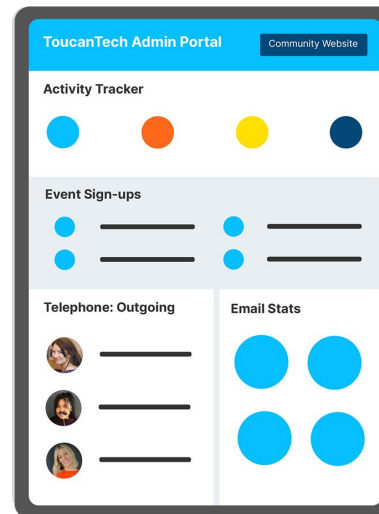 ToucanTech Admin Portal
Community Website
Activity Tracker
Event Sign-ups
Telephone: Outgoing
Email Stats